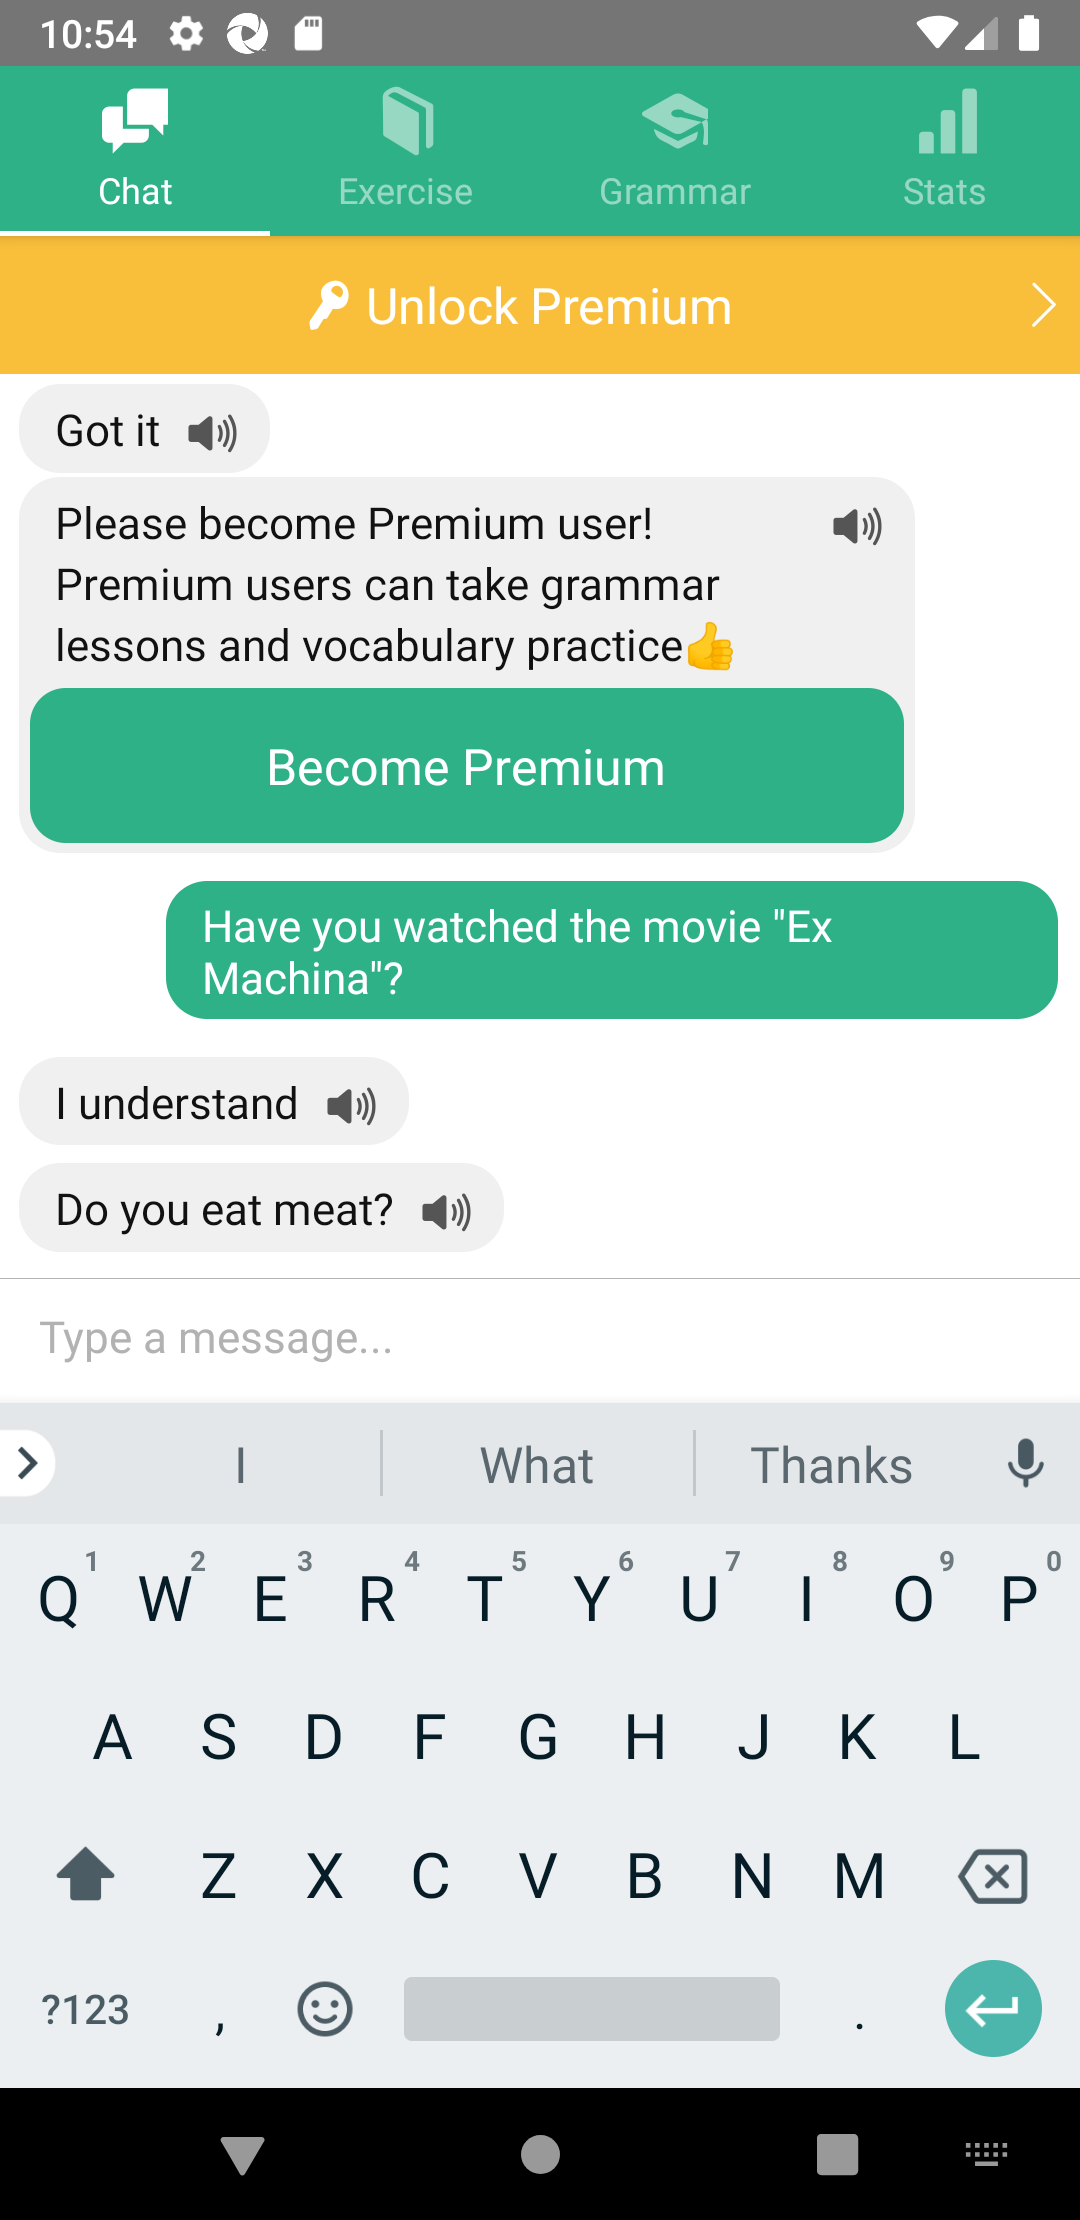 10:54
Chat
Exercise
Grammar
Stats
Unlock Premium
Got it
Please become Premium user!
Premium users can take grammar
lessons and vocabulary practice👍
Become Premium
Have you watched the movie "Ex
Machina"?
I understand
Do you eat meat?
Type a message...
I What Thanks
1 2 3 4 5 6 7 8 9 0
Q W E R T Y U I O P
A S D F G H J K L
Z X C V B N M
?123 , .